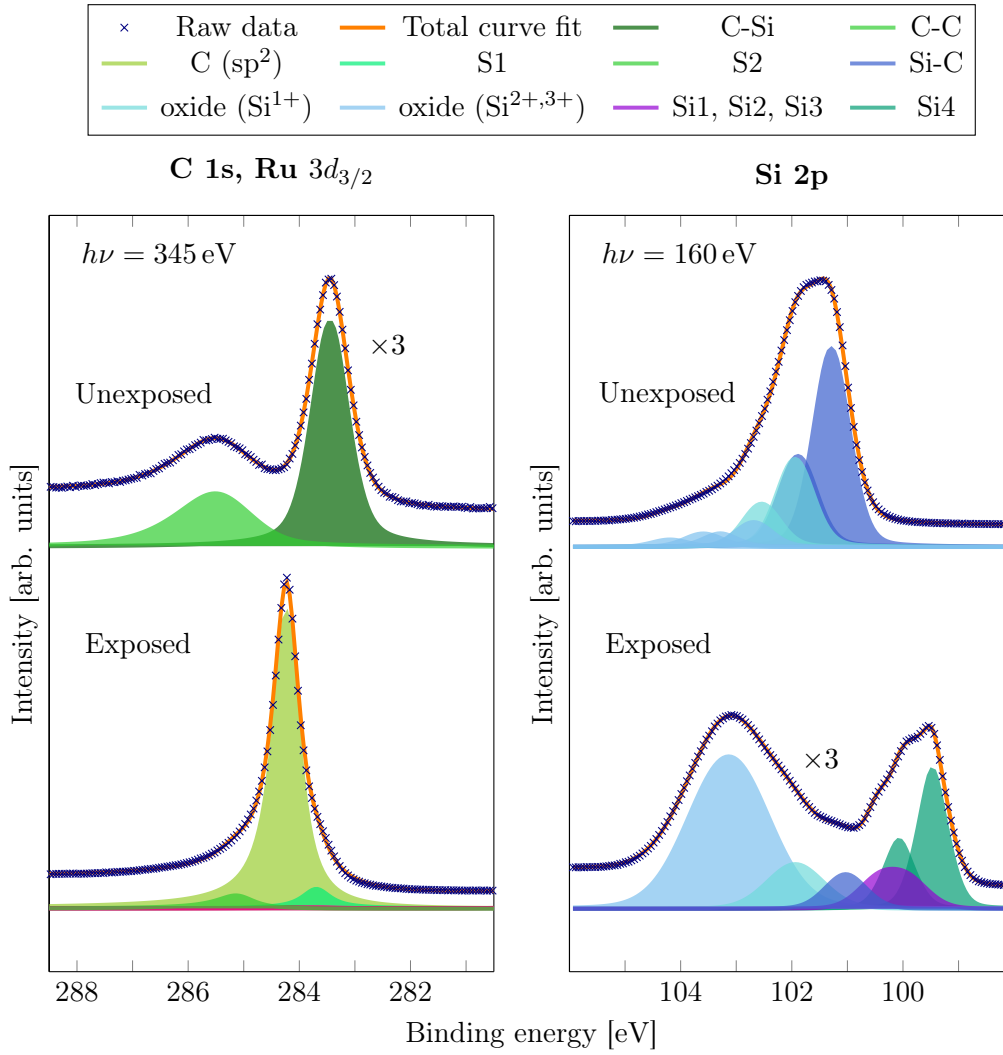 Raw data Total curve fit C-Si C-C
C (sp²) S1 S2 Si-C
oxide (Si¹⁺) oxide (Si²⁺,³⁺) Si1, Si2, Si3 Si4
C 1s, Ru 3d₃/₂
Si 2p
hν = 345 eV
×3
Unexposed
Exposed
Intensity [arb. units]
288 286 284 282
hν = 160 eV
Unexposed
Exposed
×3
Intensity [arb. units]
104 102 100
Binding energy [eV]